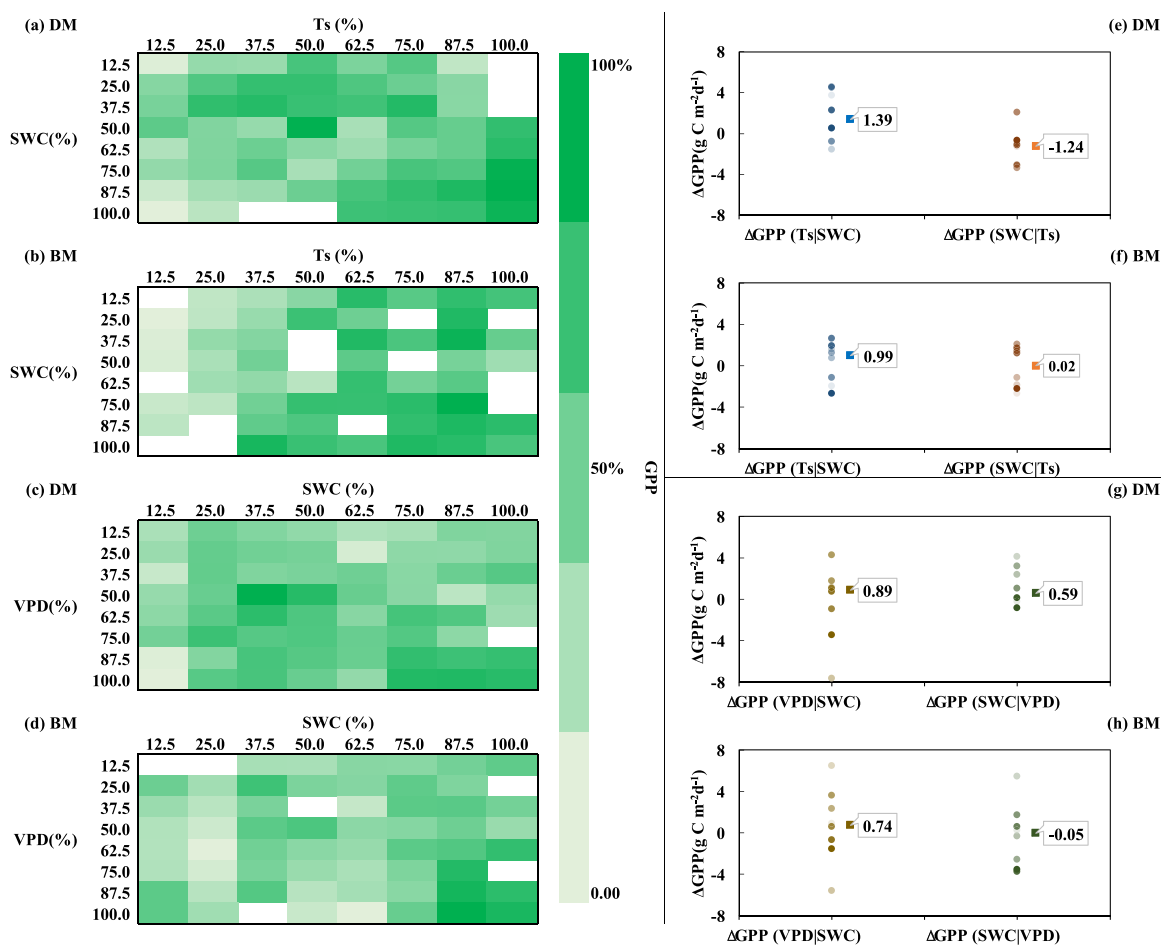 (a) DM
Ts (%)
12.5 25.0 37.5 50.0 62.5 75.0 87.5 100.0
12.5
25.0
37.5
SWC(%)
50.0
62.5
75.0
87.5
100.0
(b) BM
Ts (%)
12.5 25.0 37.5 50.0 62.5 75.0 87.5 100.0
12.5
25.0
37.5
SWC(%)
50.0
62.5
75.0
87.5
100.0
(c) DM
SWC (%)
12.5 25.0 37.5 50.0 62.5 75.0 87.5 100.0
12.5
25.0
37.5
VPD(%)
50.0
62.5
75.0
87.5
100.0
(d) BM
SWC (%)
12.5 25.0 37.5 50.0 62.5 75.0 87.5 100.0
12.5
25.0
37.5
VPD(%)
50.0
62.5
75.0
87.5
100.0
100%
50%
0.00
GPP
(e) DM
ΔGPP(g C m⁻²d⁻¹)
8
4
0
-4
-8
1.39
-1.24
ΔGPP (Ts|SWC)
ΔGPP (SWC|Ts)
(f) BM
ΔGPP(g C m⁻²d⁻¹)
8
4
0
-4
-8
0.99
0.02
ΔGPP (Ts|SWC)
ΔGPP (SWC|Ts)
(g) DM
ΔGPP(g C m⁻²d⁻¹)
8
4
0
-4
-8
0.89
0.59
ΔGPP (VPD|SWC)
ΔGPP (SWC|VPD)
(h) BM
ΔGPP(g C m⁻²d⁻¹)
8
4
0
-4
-8
0.74
-0.05
ΔGPP (VPD|SWC)
ΔGPP (SWC|VPD)